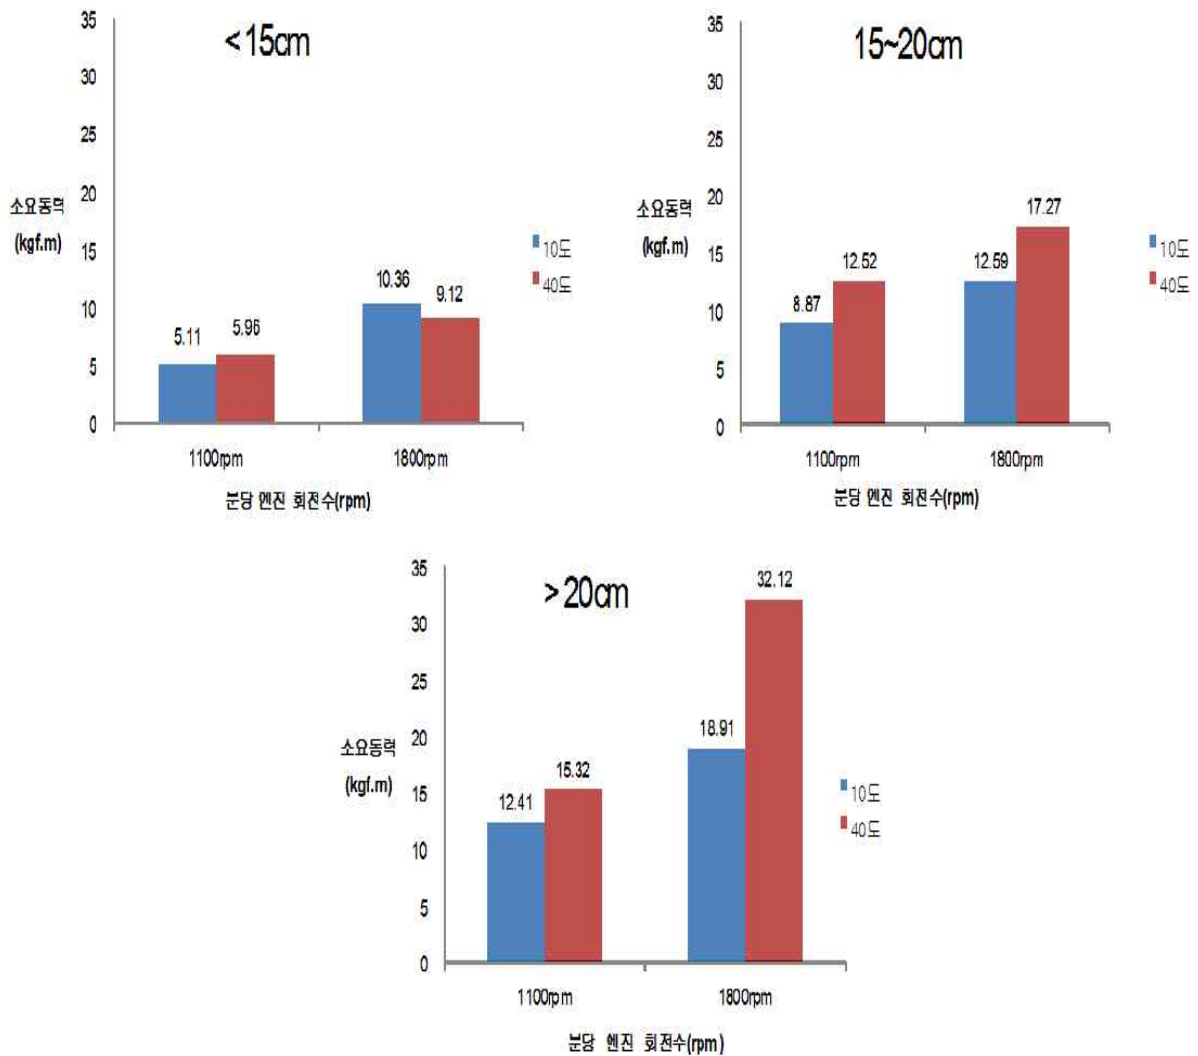 <15cm
35
30
25
20
15
10
5
0
소요동력
(kgf.m)
10.36
9.12
5.11
5.96
10도
40도
1100rpm
1800rpm
분당 엔진 회전수(rpm)
15~20cm
35
30
25
20
15
10
5
0
소요동력
(kgf.m)
17.27
12.52
12.59
8.87
10도
40도
1100rpm
1800rpm
분당 엔진 회전수(rpm)
>20cm
35
30
25
20
15
10
5
0
소요동력
(kgf.m)
32.12
18.91
15.32
12.41
10도
40도
1100rpm
1800rpm
분당 엔진 회전수(rpm)